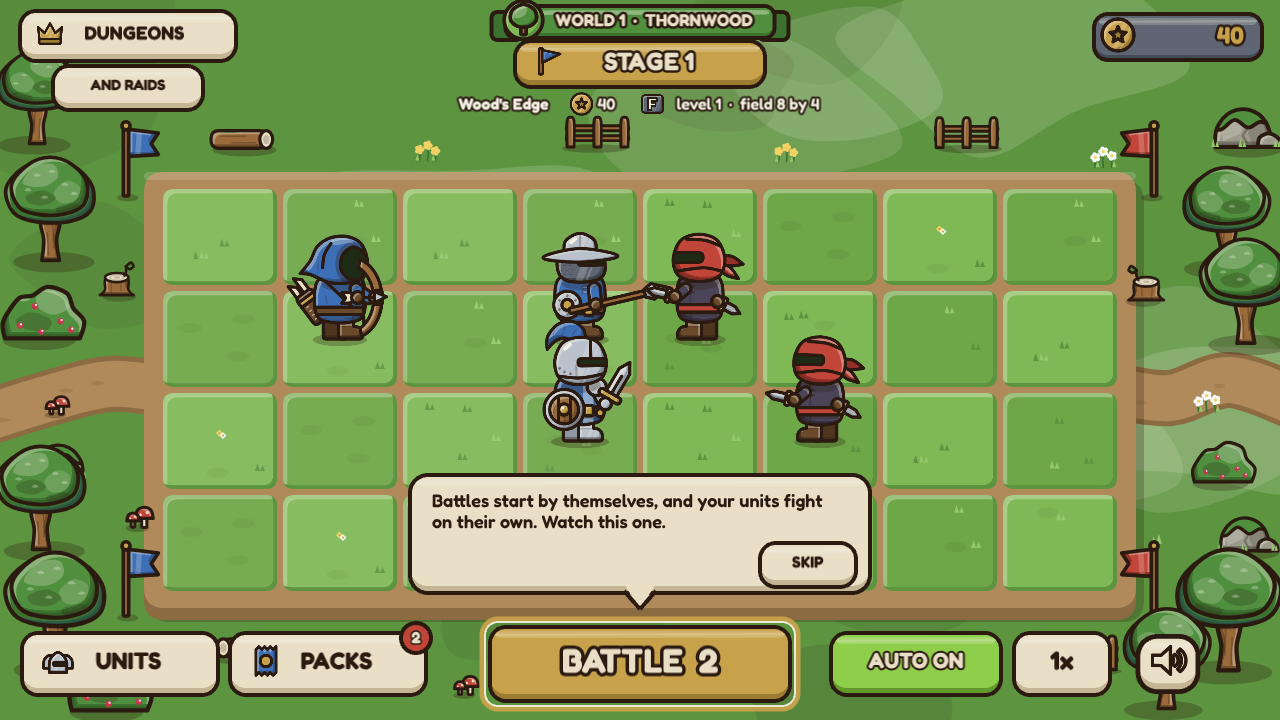 DUNGEONS
AND RAIDS
WORLD 1 • THORNWOOD
STAGE 1
Wood's Edge 40 F level 1 • field 8 by 4
40
Battles start by themselves, and your units fight
on their own. Watch this one.
SKIP
UNITS
PACKS
2
BATTLE 2
AUTO ON
1x